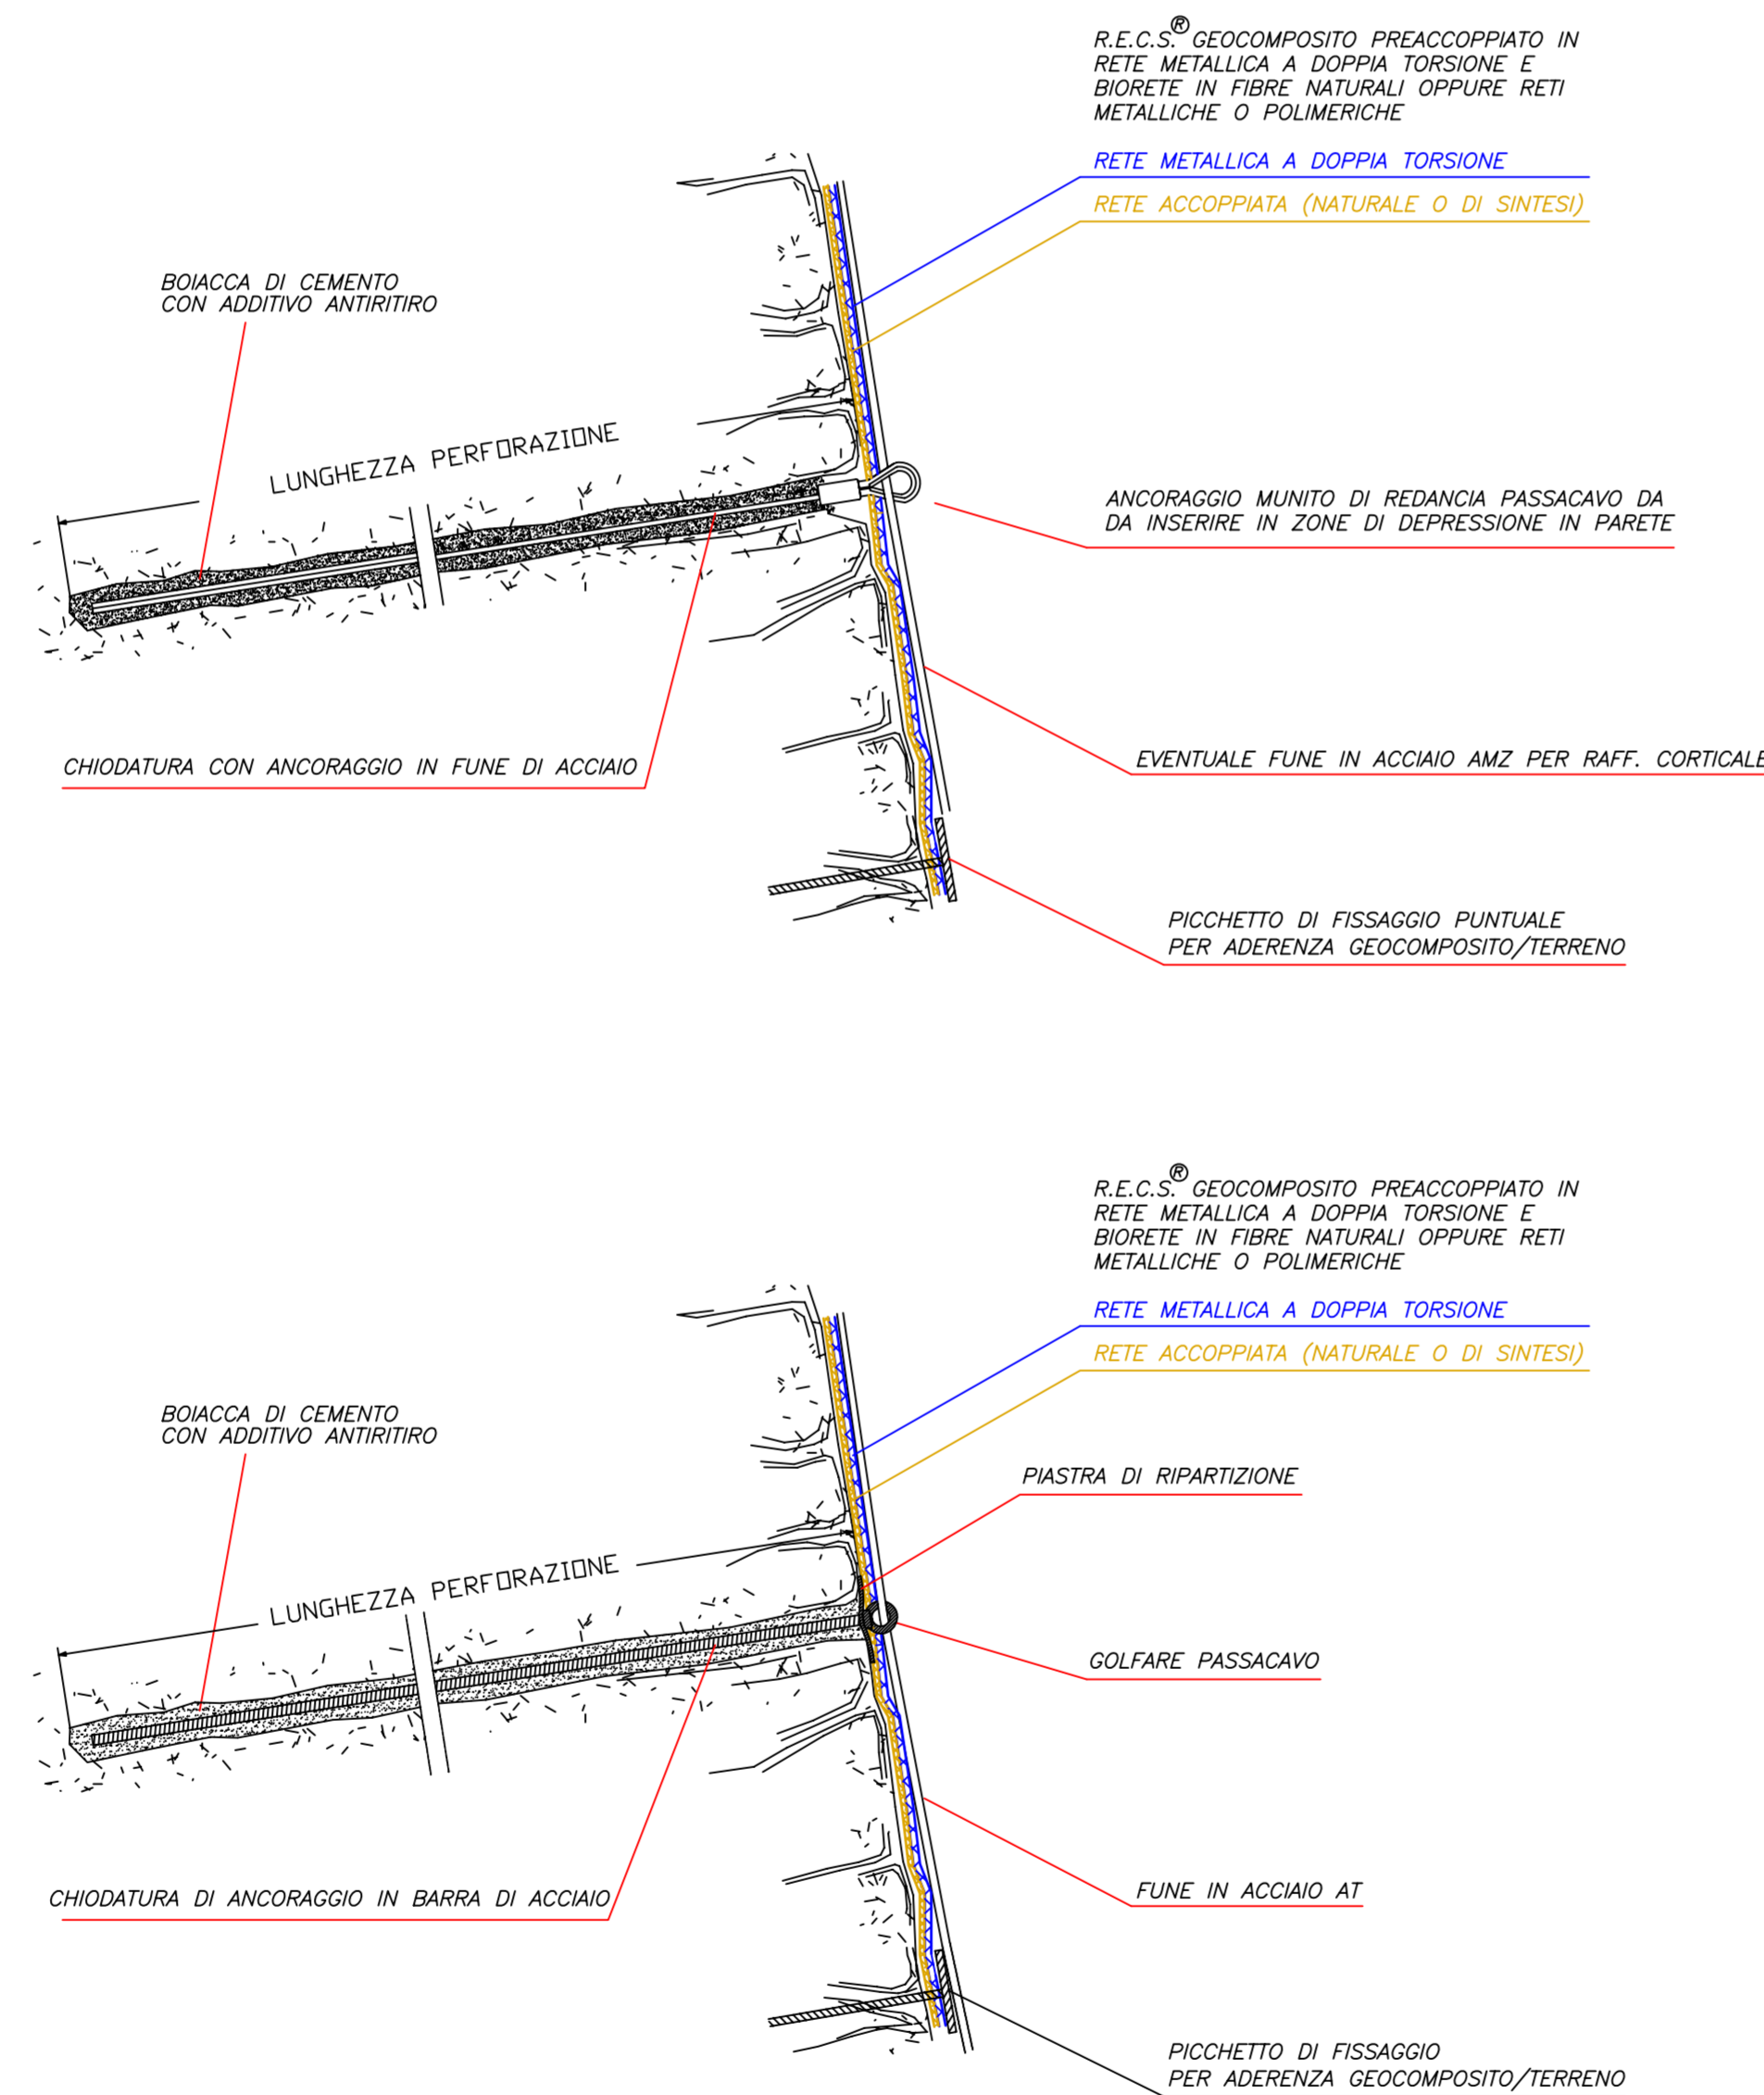 R.E.C.S.® GEOCOMPOSITO PREACCOPPIATO IN
RETE METALLICA A DOPPIA TORSIONE E
BIORETE IN FIBRE NATURALI OPPURE RETI
METALLICHE O POLIMERICHE
RETE METALLICA A DOPPIA TORSIONE
RETE ACCOPPIATA (NATURALE O DI SINTESI)
BOIACCA DI CEMENTO
CON ADDITIVO ANTIRITIRO
LUNGHEZZA PERFORAZIONE
ANCORAGGIO MUNITO DI REDANCIA PASSACAVO DA
DA INSERIRE IN ZONE DI DEPRESSIONE IN PARETE
CHIODATURA CON ANCORAGGIO IN FUNE DI ACCIAIO
EVENTUALE FUNE IN ACCIAIO AMZ PER RAFF. CORTICALE
PICCHETTO DI FISSAGGIO PUNTUALE
PER ADERENZA GEOCOMPOSITO/TERRENO
R.E.C.S.® GEOCOMPOSITO PREACCOPPIATO IN
RETE METALLICA A DOPPIA TORSIONE E
BIORETE IN FIBRE NATURALI OPPURE RETI
METALLICHE O POLIMERICHE
RETE METALLICA A DOPPIA TORSIONE
RETE ACCOPPIATA (NATURALE O DI SINTESI)
BOIACCA DI CEMENTO
CON ADDITIVO ANTIRITIRO
PIASTRA DI RIPARTIZIONE
LUNGHEZZA PERFORAZIONE
GOLFARE PASSACAVO
CHIODATURA DI ANCORAGGIO IN BARRA DI ACCIAIO
FUNE IN ACCIAIO AT
PICCHETTO DI FISSAGGIO
PER ADERENZA GEOCOMPOSITO/TERRENO